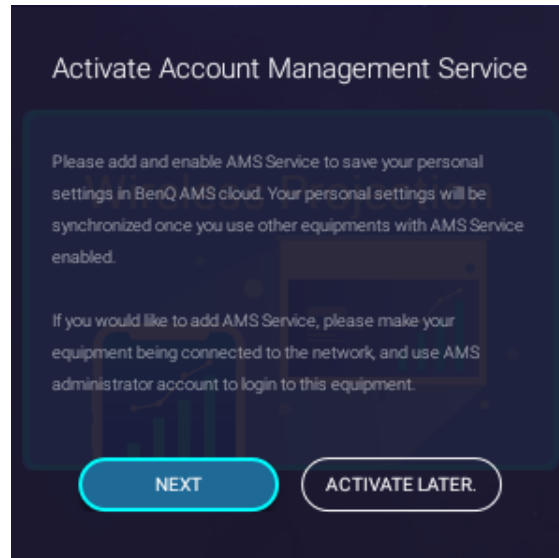 Activate Account Management Service
Please add and enable AMS Service to save your personal
settings in BenQ AMS cloud. Your personal settings will be
synchronized once you use other equipments with AMS Service
enabled.
If you would like to add AMS Service, please make your
equipment being connected to the network, and use AMS
administrator account to login to this equipment.
Wireless Projection
NEXT
ACTIVATE LATER.